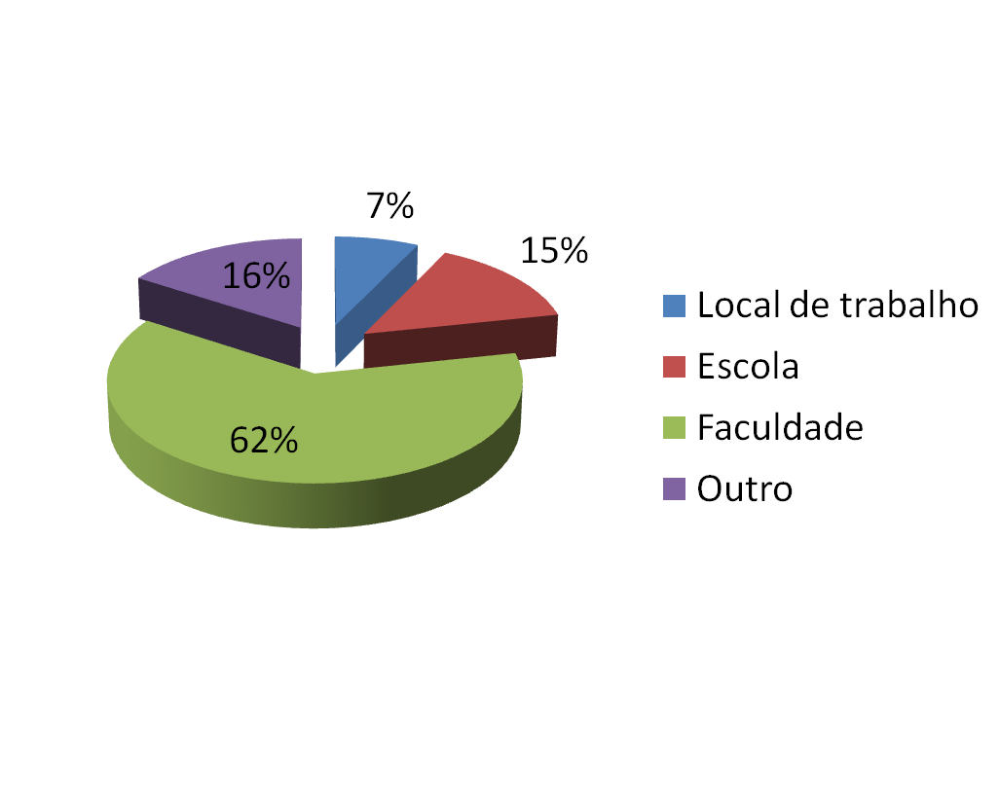 7%
15%
16%
62%
Local de trabalho
Escola
Faculdade
Outro